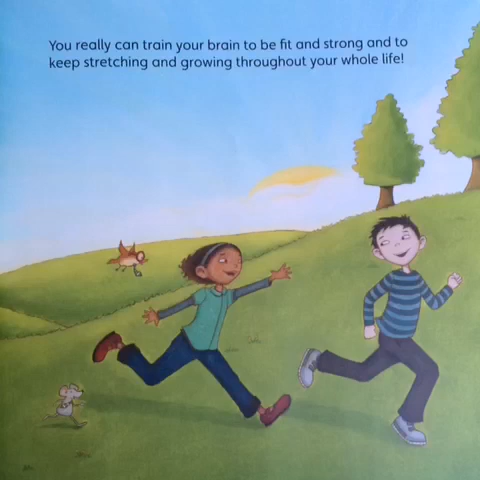 You really can train your brain to be fit and strong and to
keep stretching and growing throughout your whole life!